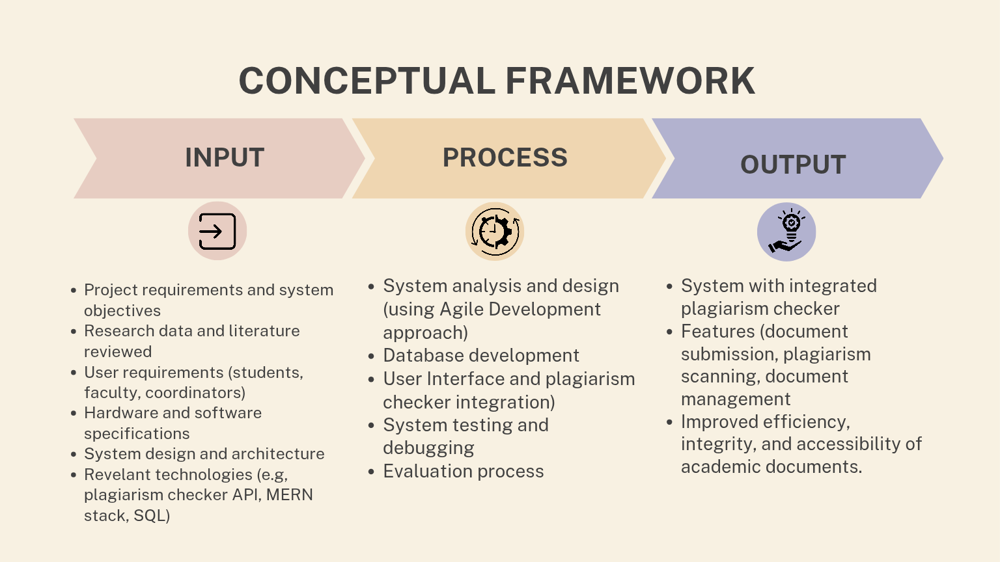 CONCEPTUAL FRAMEWORK
INPUT
PROCESS
OUTPUT
• Project requirements and system
objectives
• Research data and literature
reviewed
• User requirements (students,
faculty, coordinators)
• Hardware and software
specifications
• System design and architecture
• Revelant technologies (e.g,
plagiarism checker API, MERN
stack, SQL)
• System analysis and design
(using Agile Development
approach)
• Database development
• User Interface and plagiarism
checker integration)
• System testing and
debugging
• Evaluation process
• System with integrated
plagiarism checker
• Features (document
submission, plagiarism
scanning, document
management
• Improved efficiency,
integrity, and accessibility of
academic documents.